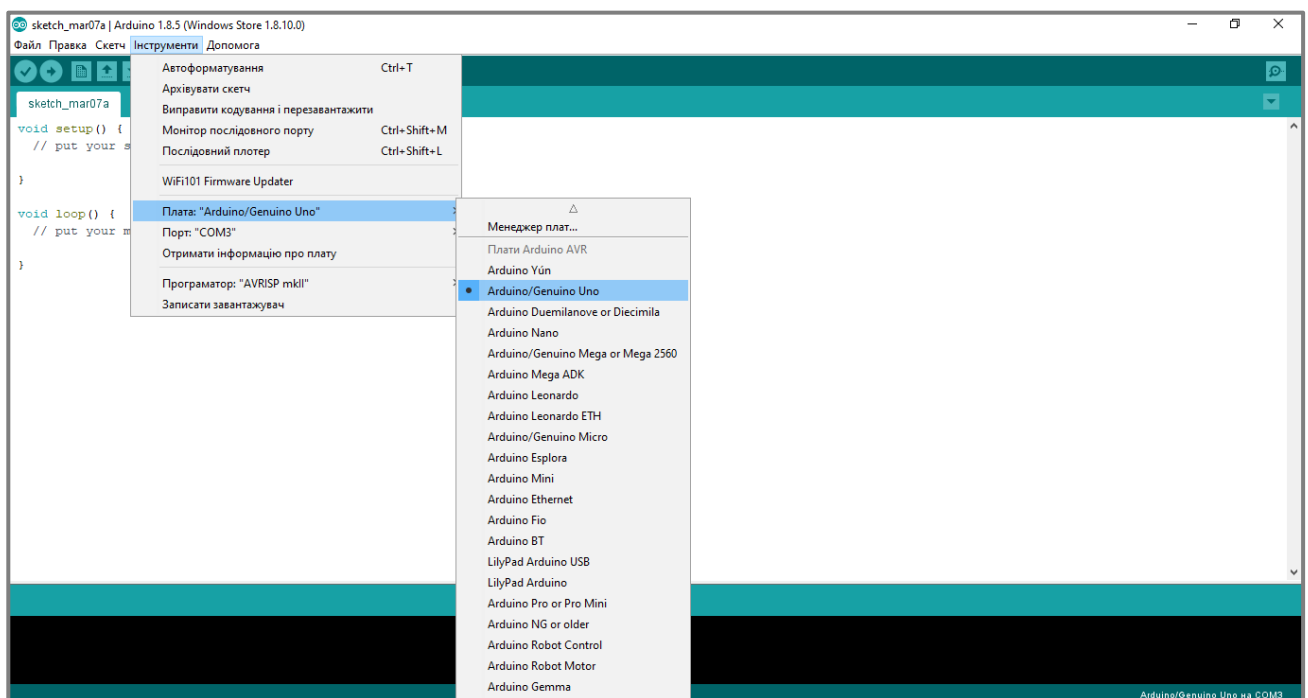 sketch_mar07a | Arduino 1.8.5 (Windows Store 1.8.10.0)
Файл Правка Скетч Інструменти Допомога
sketch_mar07a
void setup() {
// put your s
}
void loop() {
// put your m
}
Автоформатування Ctrl+T
Архівувати скетч
Виправити кодування і перезавантажити
Монітор послідовного порту Ctrl+Shift+M
Послідовний плотер Ctrl+Shift+L
WiFi101 Firmware Updater
Плата: "Arduino/Genuino Uno"
Порт: "COM3"
Отримати інформацію про плату
Програматор: "AVRISP mkII"
Записати завантажувач
Менеджер плат...
Плати Arduino AVR
Arduino Yún
Arduino/Genuino Uno
Arduino Duemilanove or Diecimila
Arduino Nano
Arduino/Genuino Mega or Mega 2560
Arduino Mega ADK
Arduino Leonardo
Arduino Leonardo ETH
Arduino/Genuino Micro
Arduino Esplora
Arduino Mini
Arduino Ethernet
Arduino Fio
Arduino BT
LilyPad Arduino USB
LilyPad Arduino
Arduino Pro or Pro Mini
Arduino NG or older
Arduino Robot Control
Arduino Robot Motor
Arduino Gemma
Arduino/Genuino Uno на COM3